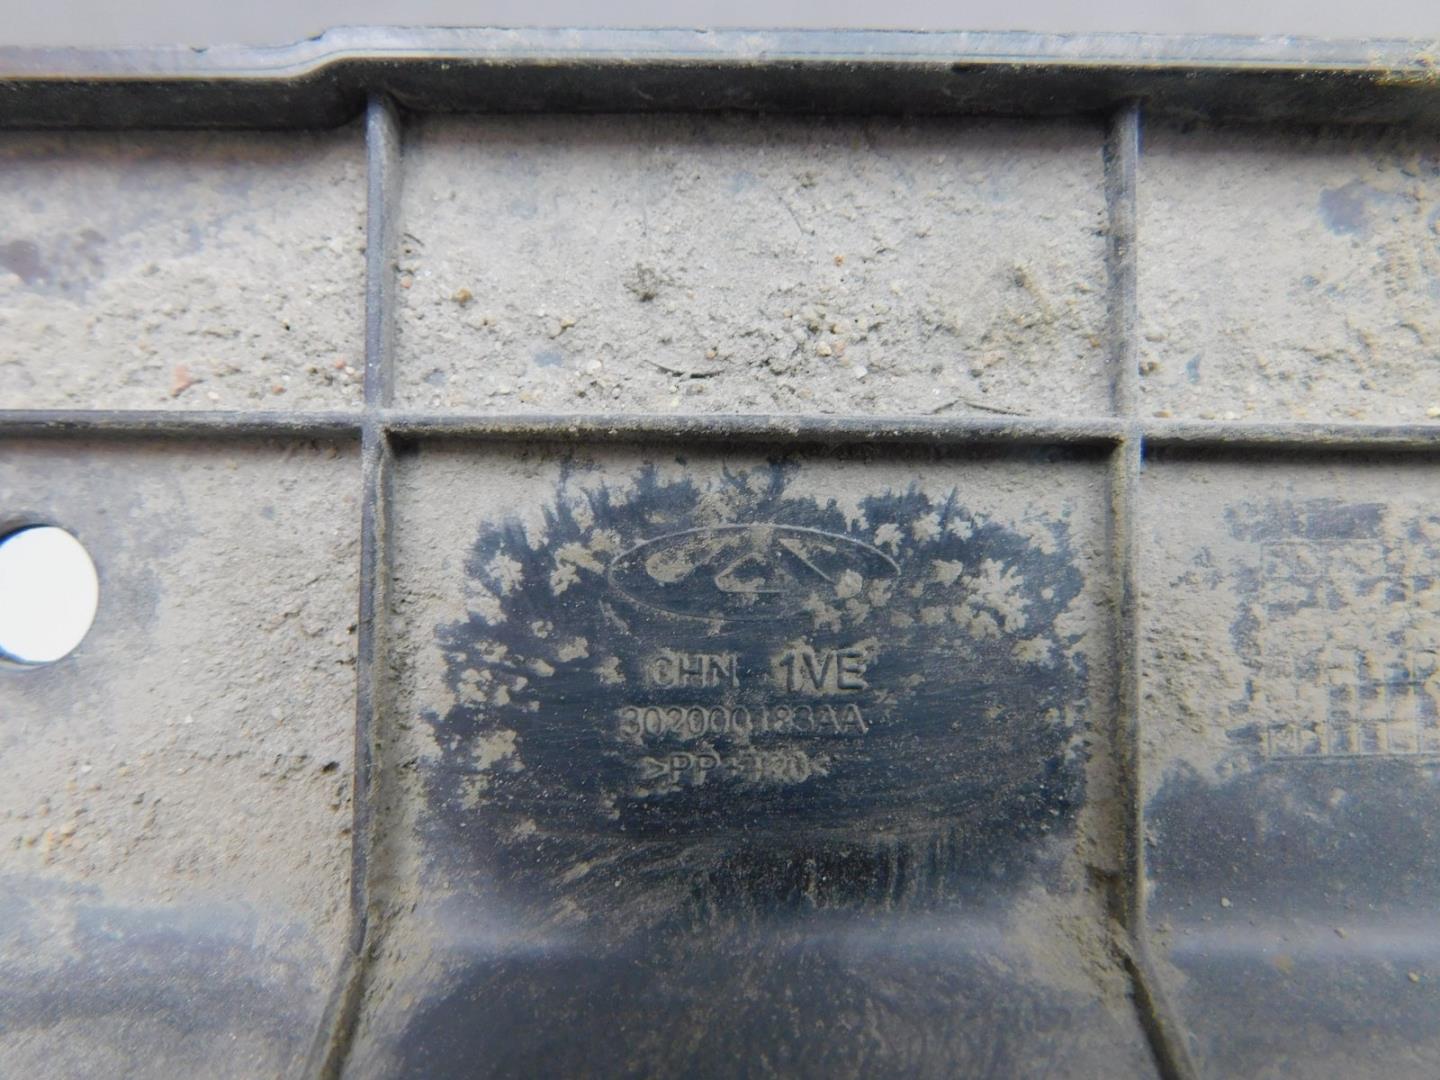 CHN 1VE
302000183AA
>PP-T20<